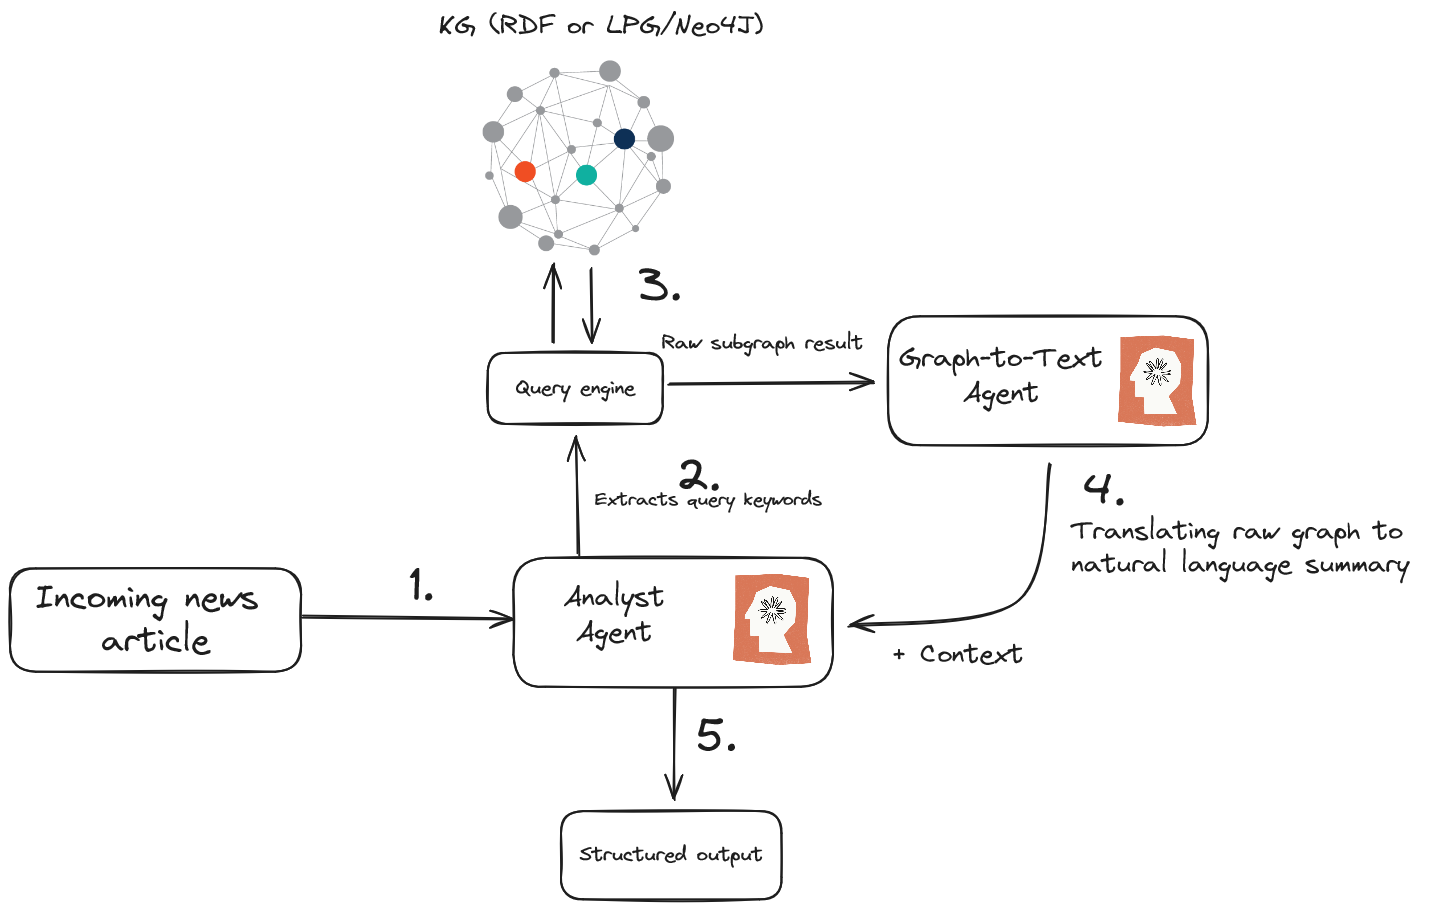 KG (RDF or LPG/Neo4J)
3.
Raw subgraph result
Query engine
Graph-to-Text
Agent
2.
Extracts query keywords
4.
Translating raw graph to
natural language summary
1.
Incoming news
article
Analyst
Agent
+ Context
5.
Structured output